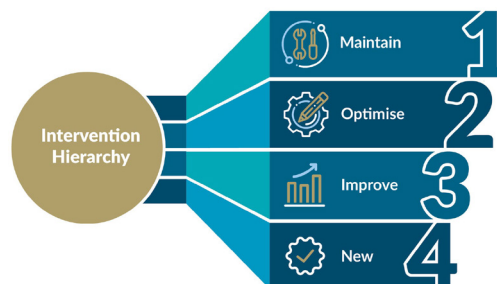 Intervention
Hierarchy
Maintain 1
Optimise 2
Improve 3
New 4